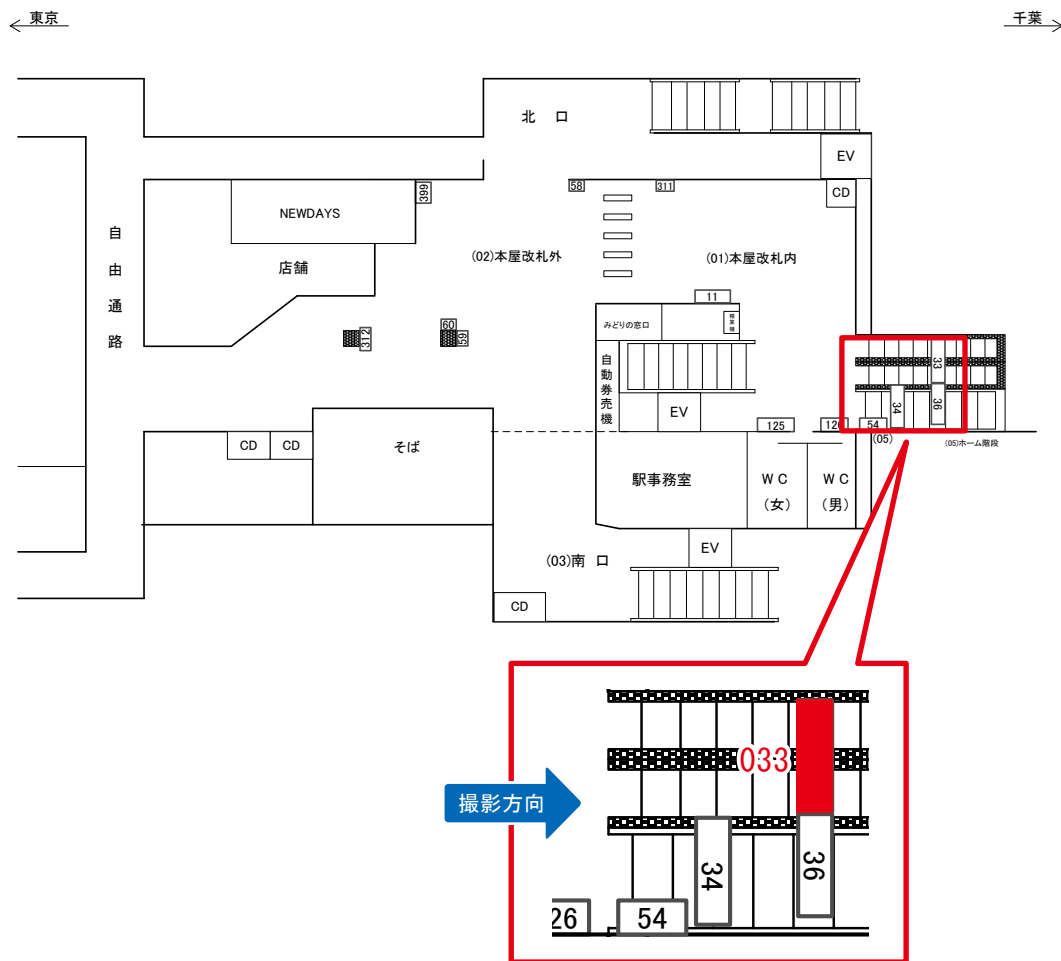 東京
千葉
北 口
EV
CD
58
311
399
NEWDAYS
自由通路
店舗
(02)本屋改札外
(01)本屋改札内
11
みどりの窓口
精算機
60
59
312
自動券売機
EV
33
34
36
125
126
54
(05)
(05)ホーム階段
CD
CD
そば
駅事務室
WC
(女)
WC
(男)
EV
(03)南 口
CD
撮影方向
033
34
36
26
54